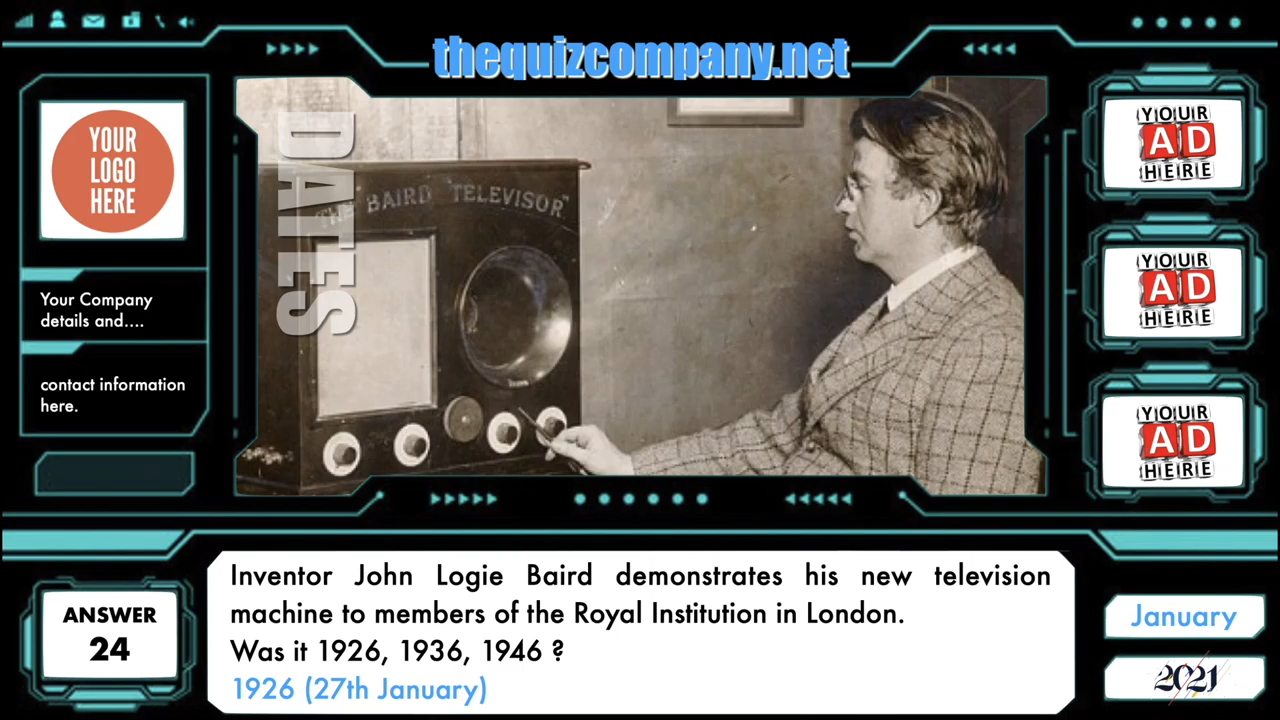 thequizcompany.net
YOUR
LOGO
HERE
Your Company
details and....
contact information
here.
DATES
THE BAIRD TELEVISOR
YOUR
AD
HERE
YOUR
AD
HERE
YOUR
AD
HERE
ANSWER
24
Inventor John Logie Baird demonstrates his new television
machine to members of the Royal Institution in London.
Was it 1926, 1936, 1946 ?
1926 (27th January)
January
2021